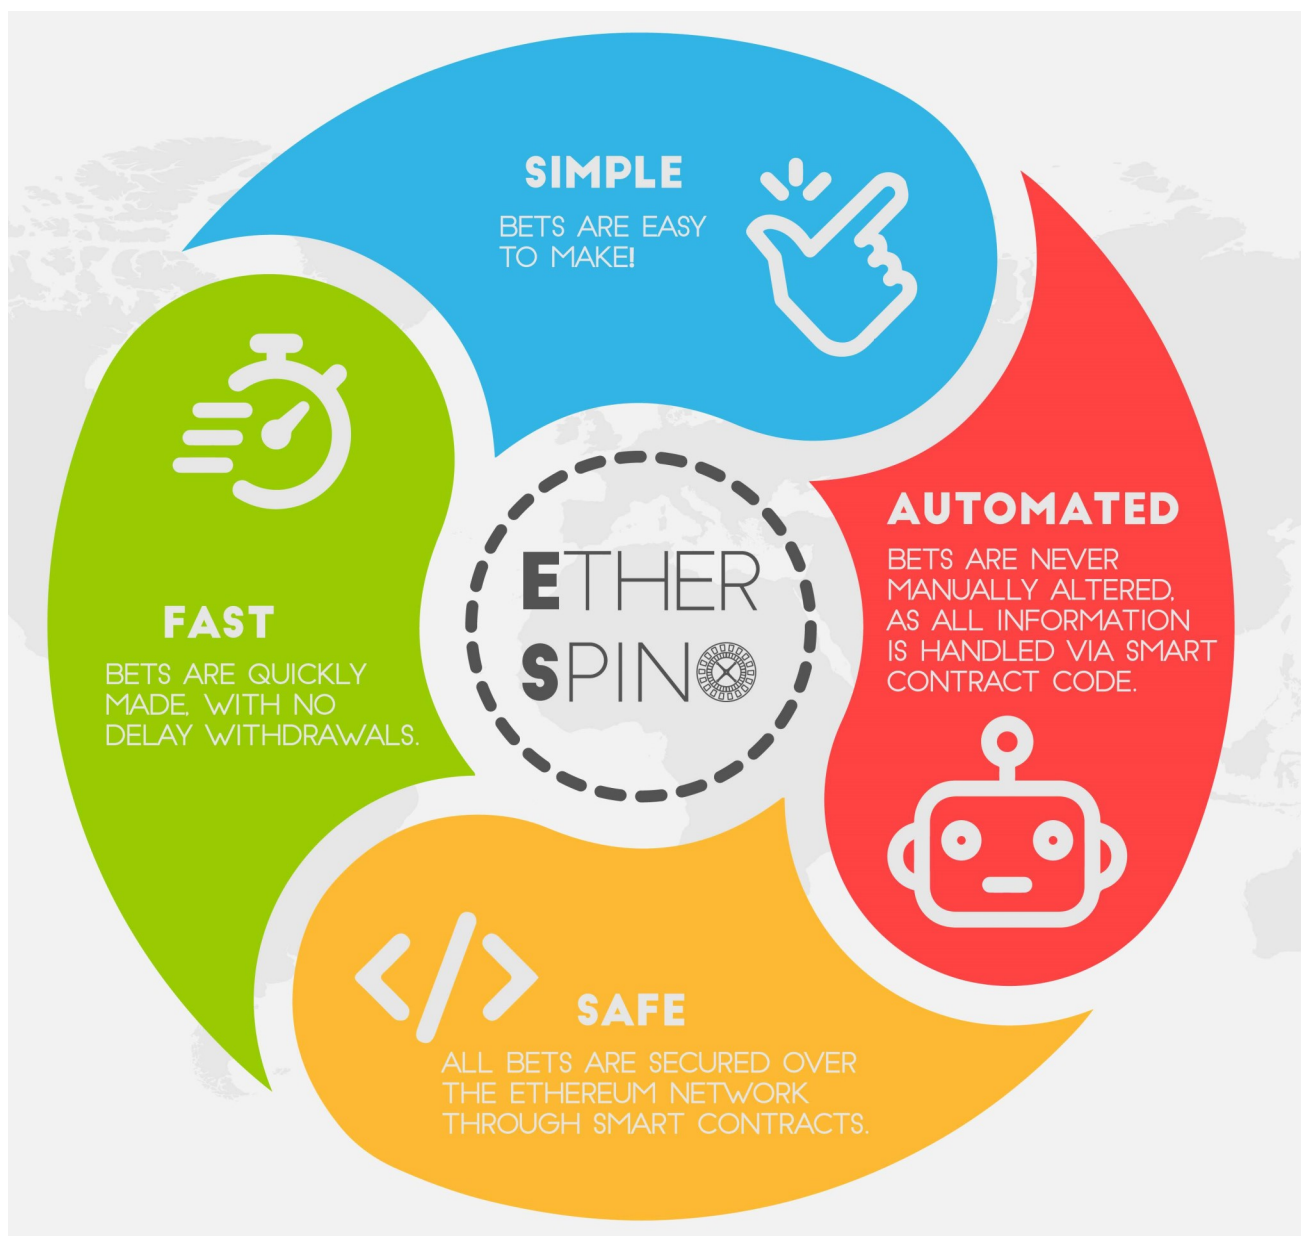 SIMPLE
BETS ARE EASY
TO MAKE!
AUTOMATED
BETS ARE NEVER
MANUALLY ALTERED,
AS ALL INFORMATION
IS HANDLED VIA SMART
CONTRACT CODE.
FAST
BETS ARE QUICKLY
MADE, WITH NO
DELAY WITHDRAWALS.
ETHER
SPIN
SAFE
ALL BETS ARE SECURED OVER
THE ETHEREUM NETWORK
THROUGH SMART CONTRACTS.